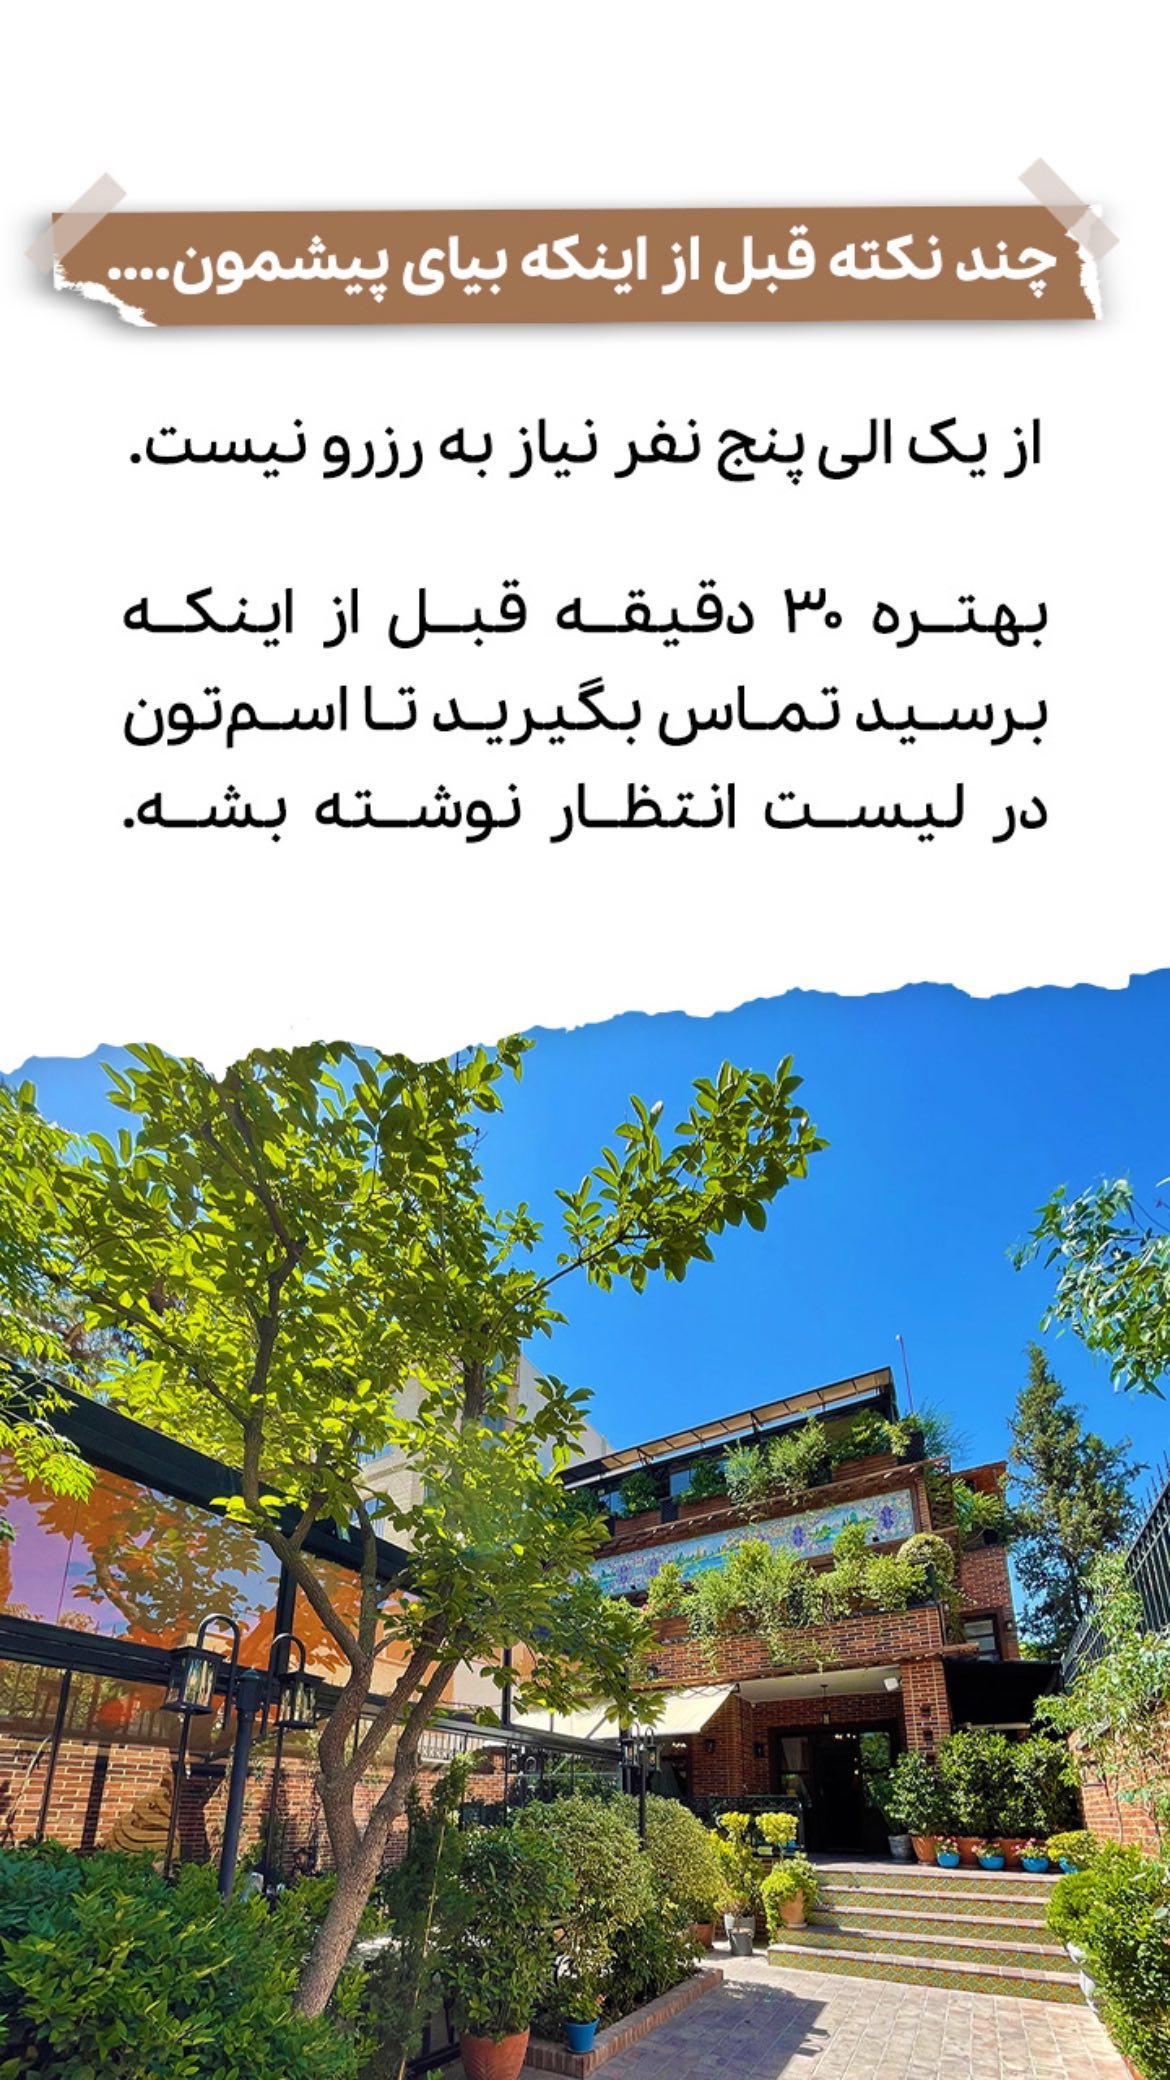 چند نکته قبل از اینکه بیای پیشمون....
از یک الی پنج نفر نیاز به رزرو نیست.
بهتره ۳۰ دقیقه قبل از اینکه
برسید تماس بگیرید تا اسم‌تون
در لیست انتظار نوشته بشه.